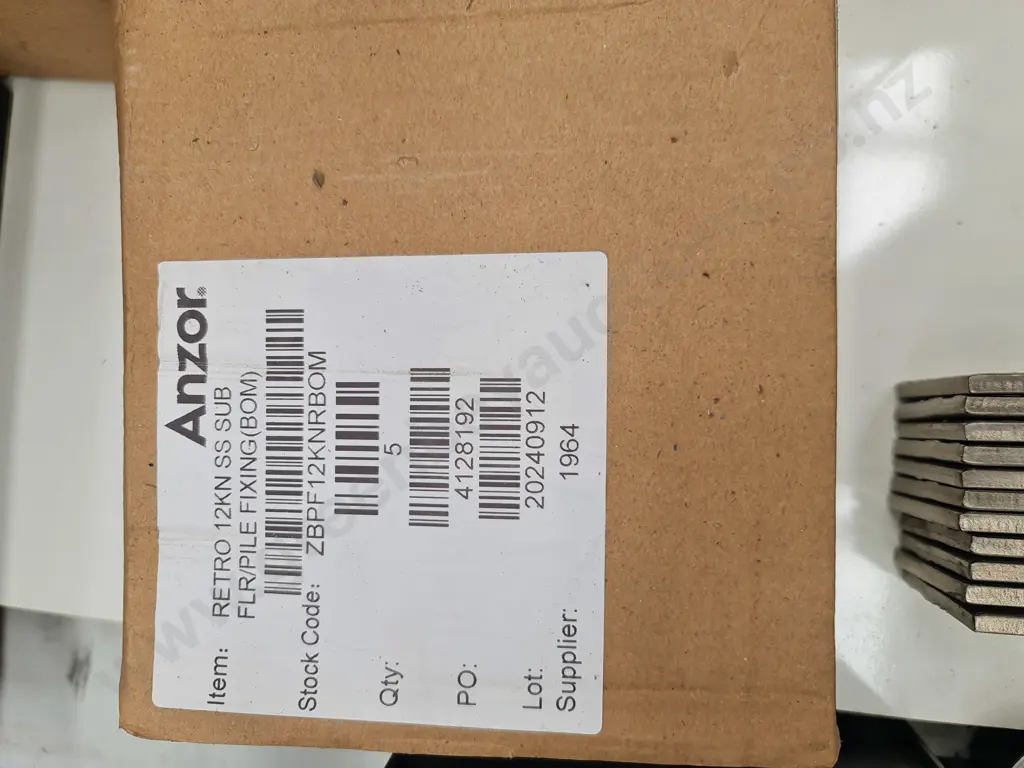 Anzor
Item: RETRO 12KN SS SUB
FLR/PILE FIXING(BOM)
Stock Code: ZBPF12KNRBOM
Qty: 5
PO: 4128192
Lot: 20240912
Supplier: 1964